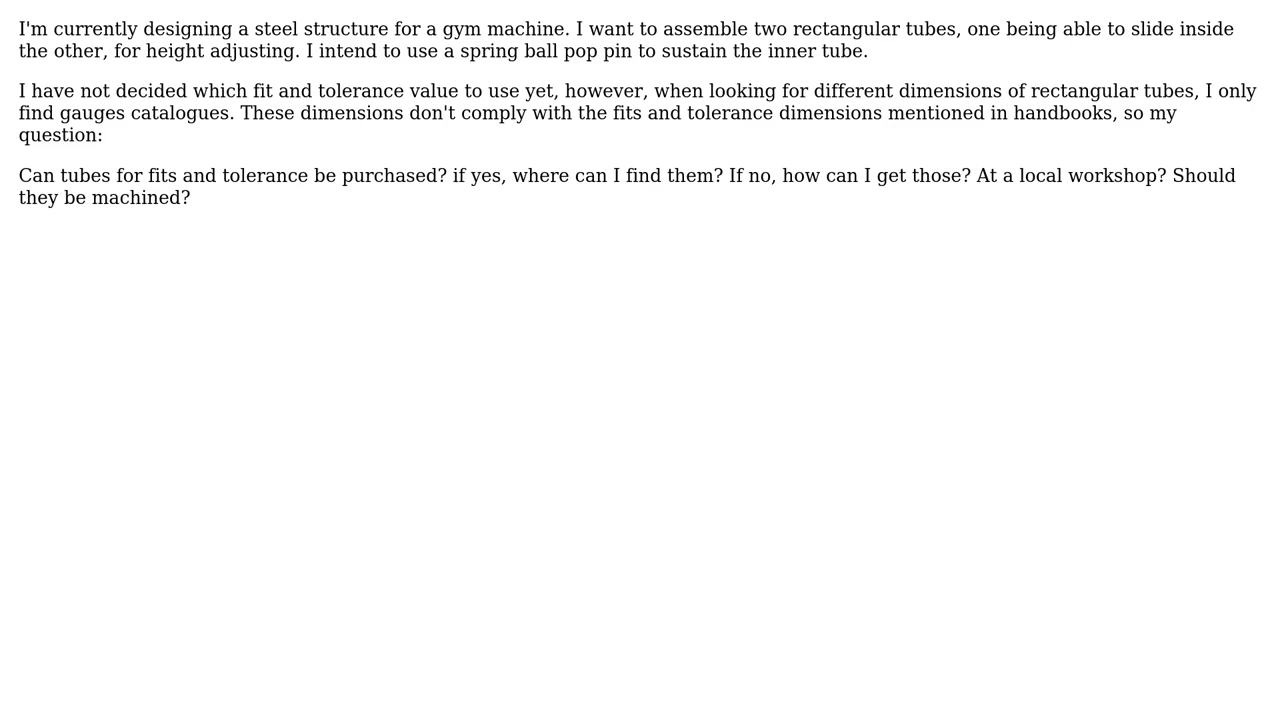 I'm currently designing a steel structure for a gym machine. I want to assemble two rectangular tubes, one being able to slide inside
the other, for height adjusting. I intend to use a spring ball pop pin to sustain the inner tube.
I have not decided which fit and tolerance value to use yet, however, when looking for different dimensions of rectangular tubes, I only
find gauges catalogues. These dimensions don't comply with the fits and tolerance dimensions mentioned in handbooks, so my
question:
Can tubes for fits and tolerance be purchased? if yes, where can I find them? If no, how can I get those? At a local workshop? Should
they be machined?